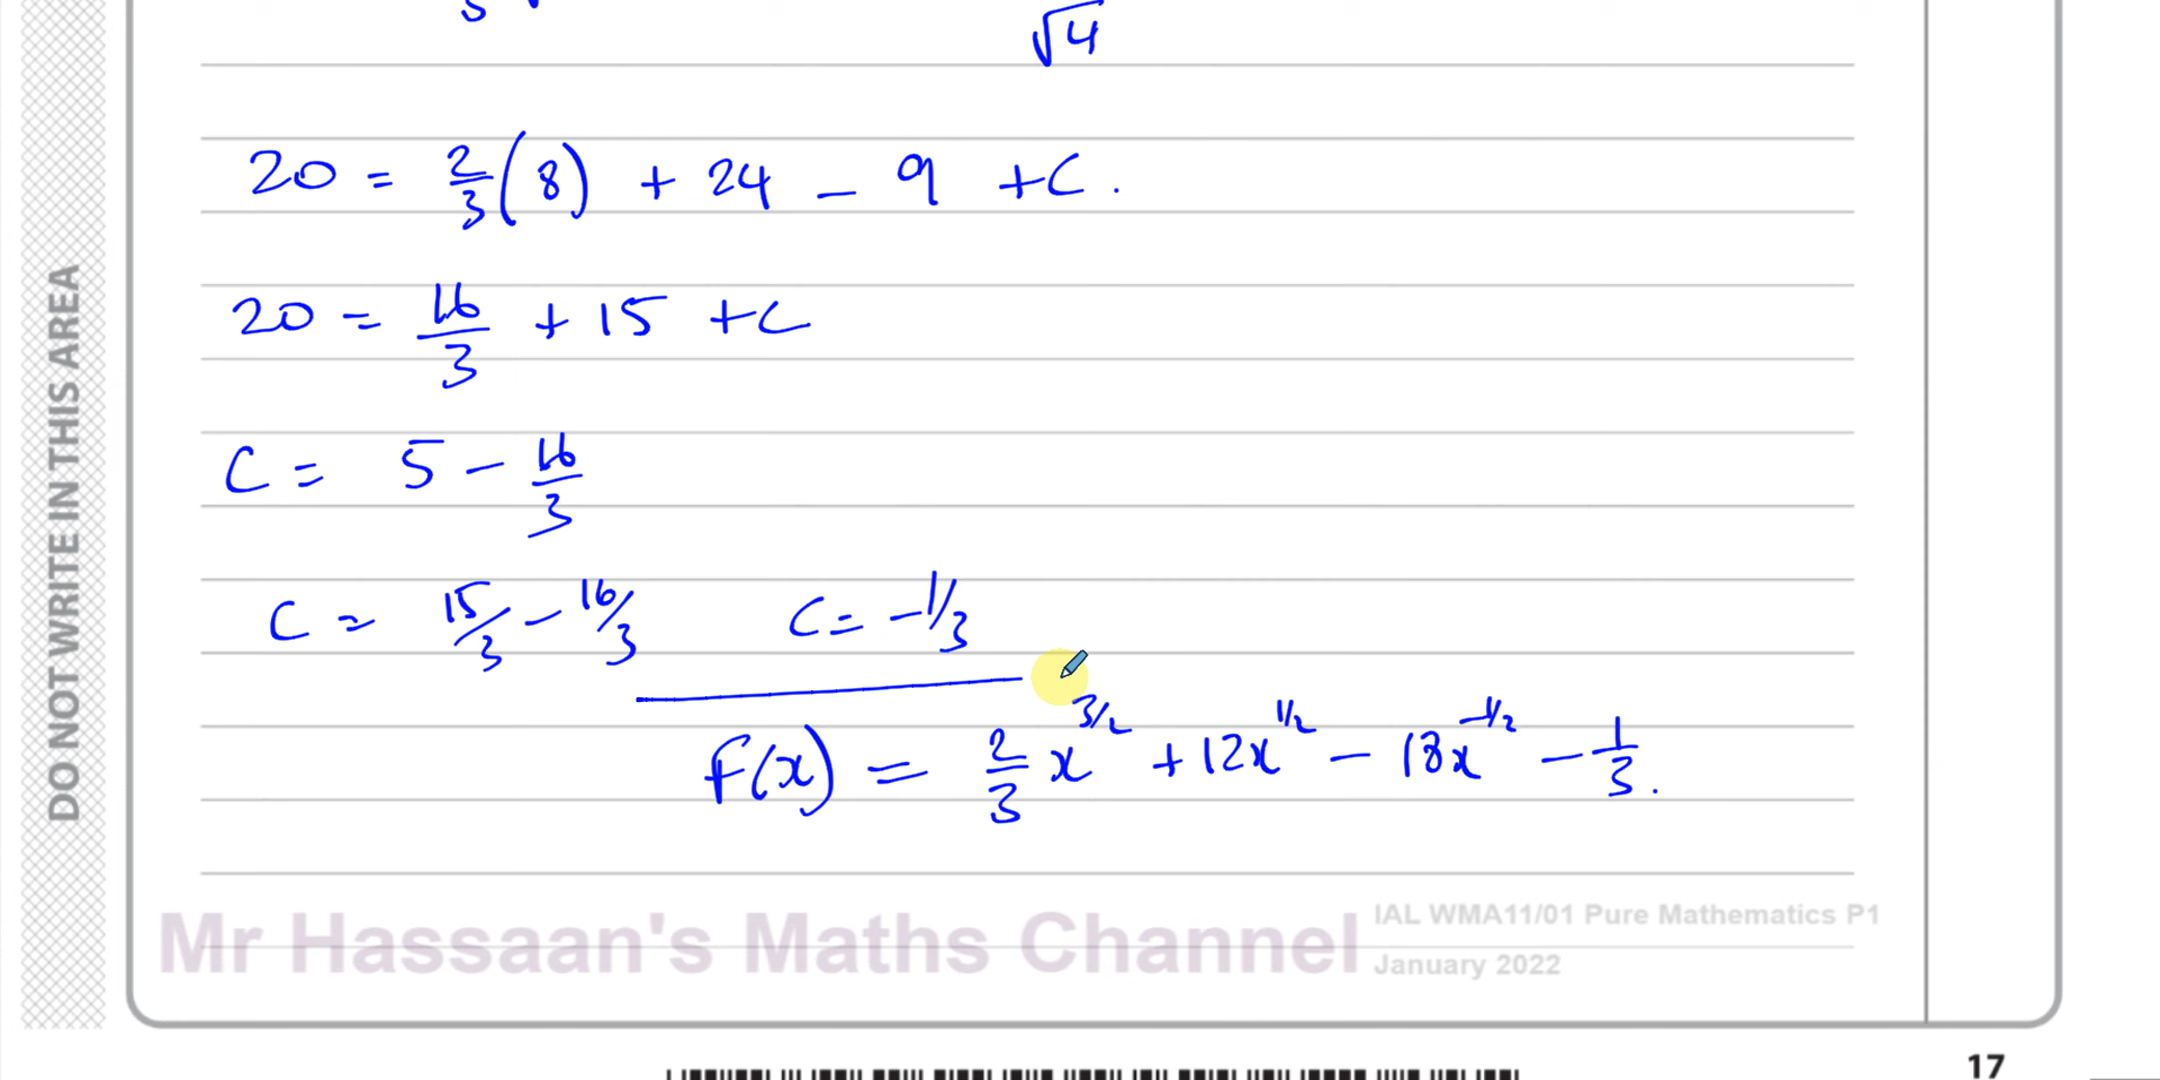 3 √
√4
20 = 2/3 (8) + 24 - 9 + C.
20 = 16/3 + 15 + C
C = 5 - 16/3
C = 15/3 - 16/3 C = -1/3
f(x) = 2/3 x^3/2 + 12x^1/2 - 18x^-1/2 - 1/3.
DO NOT WRITE IN THIS AREA
Mr Hassaan's Maths Channel
IAL WMA11/01 Pure Mathematics P1
January 2022
17